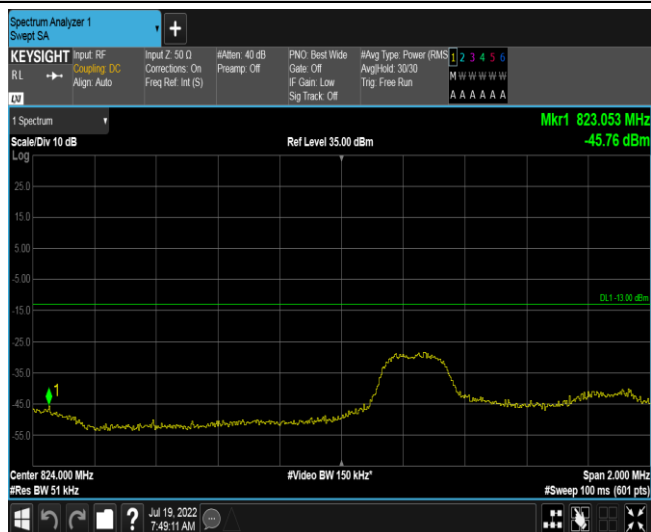 Spectrum Analyzer 1
Swept SA
+
KEYSIGHT
RL
Input: RF
Coupling: DC
Align: Auto
Input Z: 50 Ω
Corrections: On
Freq Ref: Int (S)
#Atten: 40 dB
Preamp: Off
PNO: Best Wide
Gate: Off
IF Gain: Low
Sig Track: Off
#Avg Type: Power (RMS
Avg|Hold: 30/30
Trig: Free Run
1 2 3 4 5 6
M W W W W W
A A A A A A
LXI
1 Spectrum
Mkr1 823.053 MHz
-45.76 dBm
Scale/Div 10 dB
Ref Level 35.00 dBm
Log
25.0
15.0
5.00
-5.00
DL1 -13.00 dBm
-15.0
-25.0
-35.0
1
-45.0
-55.0
Center 824.000 MHz
#Video BW 150 kHz*
Span 2.000 MHz
#Res BW 51 kHz
#Sweep 100 ms (601 pts)
?
Jul 19, 2022
7:49:11 AM